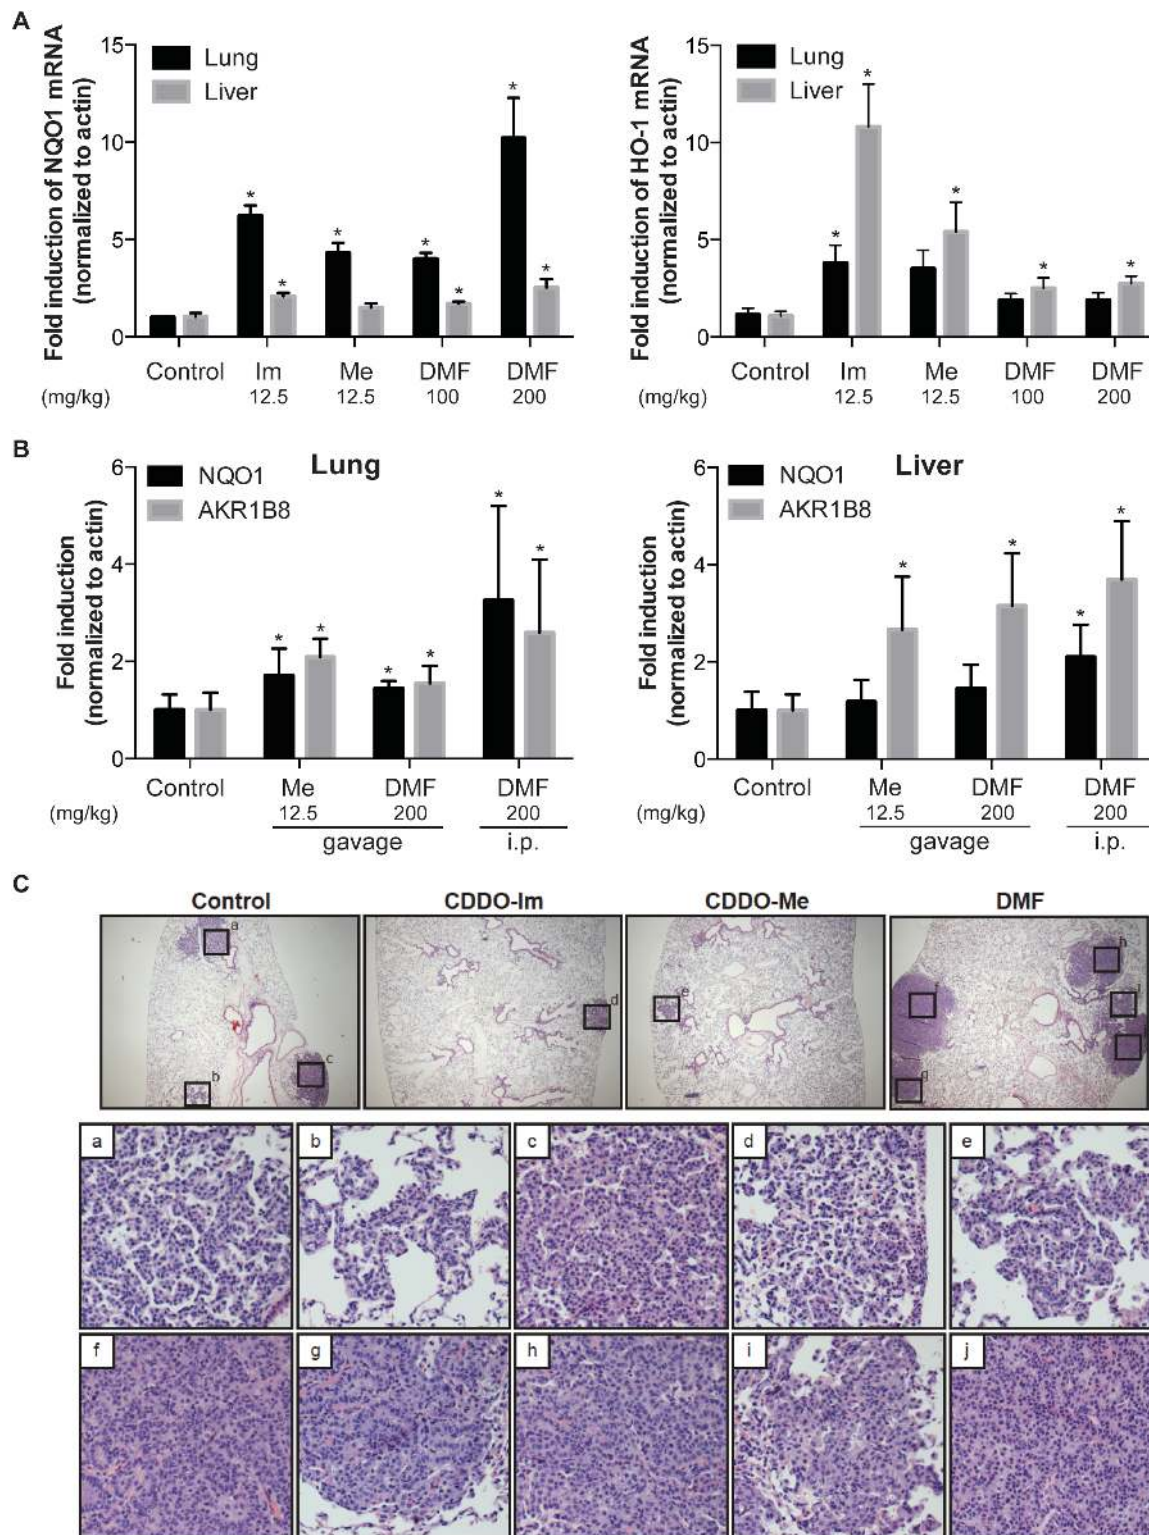 A
Fold induction of NQO1 mRNA
(normalized to actin)
15
10
5
0
Lung
Liver
*
*
*
*
*
*
*
Control
Im
Me
DMF
DMF
(mg/kg)
12.5
12.5
100
200
Fold induction of HO-1 mRNA
(normalized to actin)
15
10
5
0
Lung
Liver
*
*
*
*
*
Control
Im
Me
DMF
DMF
(mg/kg)
12.5
12.5
100
200
B
Lung
Fold induction
(normalized to actin)
6
4
2
0
NQO1
AKR1B8
*
*
*
*
*
*
Control
Me
DMF
DMF
(mg/kg)
12.5
200
200
gavage
i.p.
Liver
Fold induction
(normalized to actin)
6
4
2
0
NQO1
AKR1B8
*
*
*
*
Control
Me
DMF
DMF
(mg/kg)
12.5
200
200
gavage
i.p.
C
Control
CDDO-Im
CDDO-Me
DMF
a
b
c
d
e
f
g
h
a
b
c
d
e
f
g
h
i
j